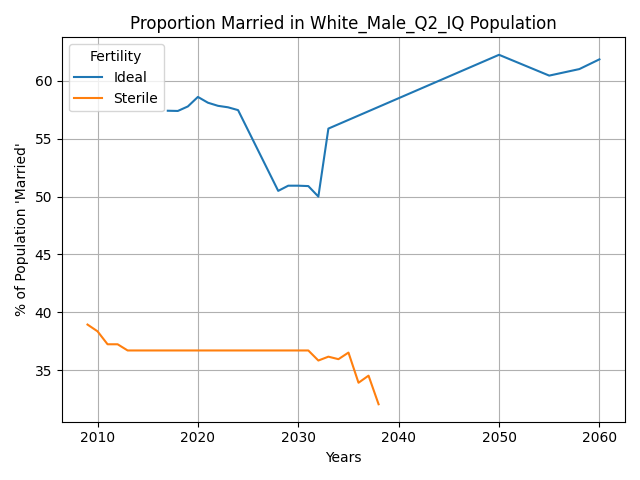 Proportion Married in White_Male_Q2_IQ Population
Fertility
Ideal
Sterile
% of Population 'Married'
60
55
50
45
40
35
2010 2020 2030 2040 2050 2060
Years